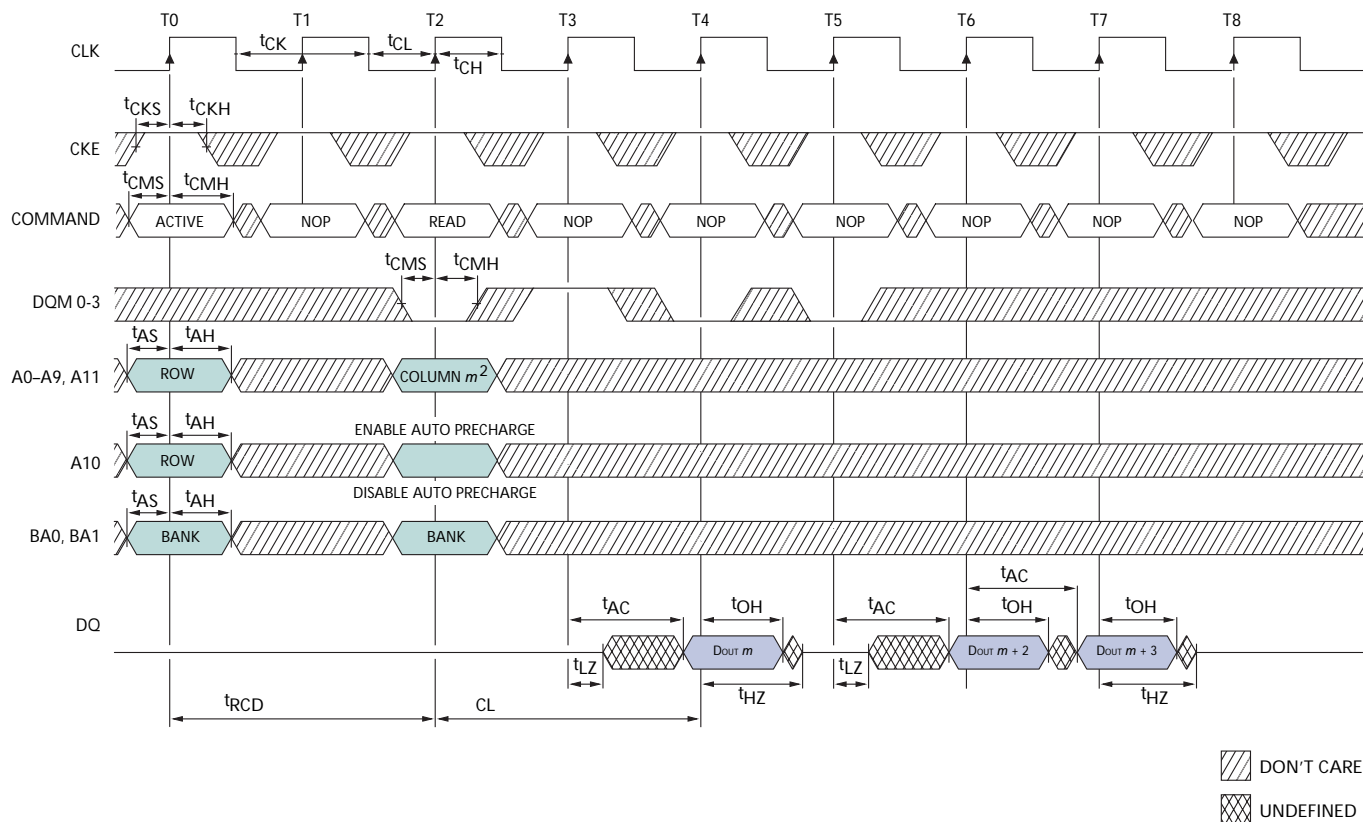 T0 T1 T2 T3 T4 T5 T6 T7 T8
CLK
tCK tCL
tCH
tCKS tCKH
CKE
tCMS tCMH
COMMAND ACTIVE NOP READ NOP NOP NOP NOP NOP NOP
tCMS tCMH
DQM 0-3
tAS tAH
A0–A9, A11 ROW COLUMN m2
tAS tAH ENABLE AUTO PRECHARGE
A10 ROW
tAS tAH DISABLE AUTO PRECHARGE
BA0, BA1 BANK BANK
tAC
tAC tOH tAC tOH tOH
DQ
DOUT m DOUT m + 2 DOUT m + 3
tLZ tHZ tLZ tHZ
tRCD CL
DON'T CARE
UNDEFINED